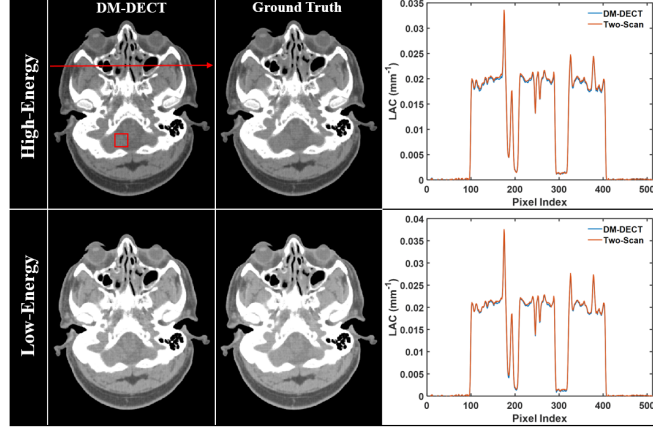 DM-DECT
Ground Truth
High-Energy
Low-Energy
LAC (mm⁻¹)
0.035
0.03
0.025
0.02
0.015
0.01
0.005
0
0
100
200
300
400
500
Pixel Index
DM-DECT
Two-Scan
LAC (mm⁻¹)
0.04
0.035
0.03
0.025
0.02
0.015
0.01
0.005
0
0
100
200
300
400
500
Pixel Index
DM-DECT
Two-Scan